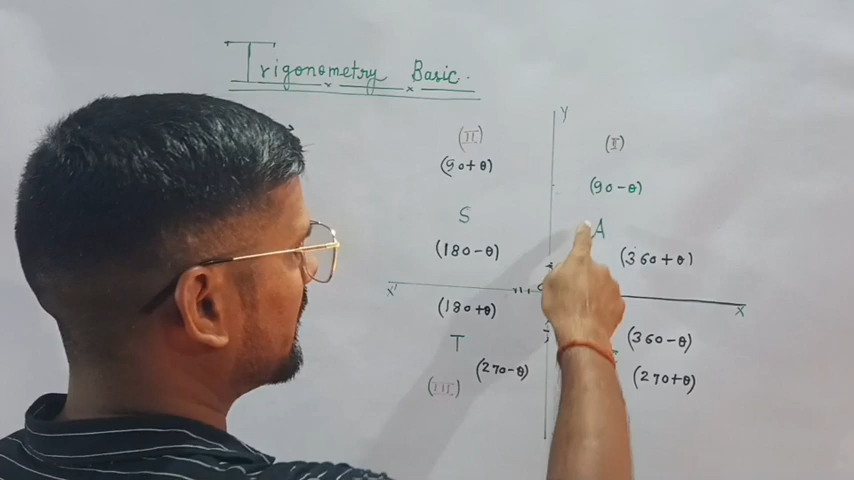 Trigonometry Basic.
Y
(II)
(I)
(90+θ)
(90-θ)
S
A
(180-θ)
(360+θ)
X'
X
(180+θ)
(360-θ)
T
(270-θ)
(270+θ)
(III)